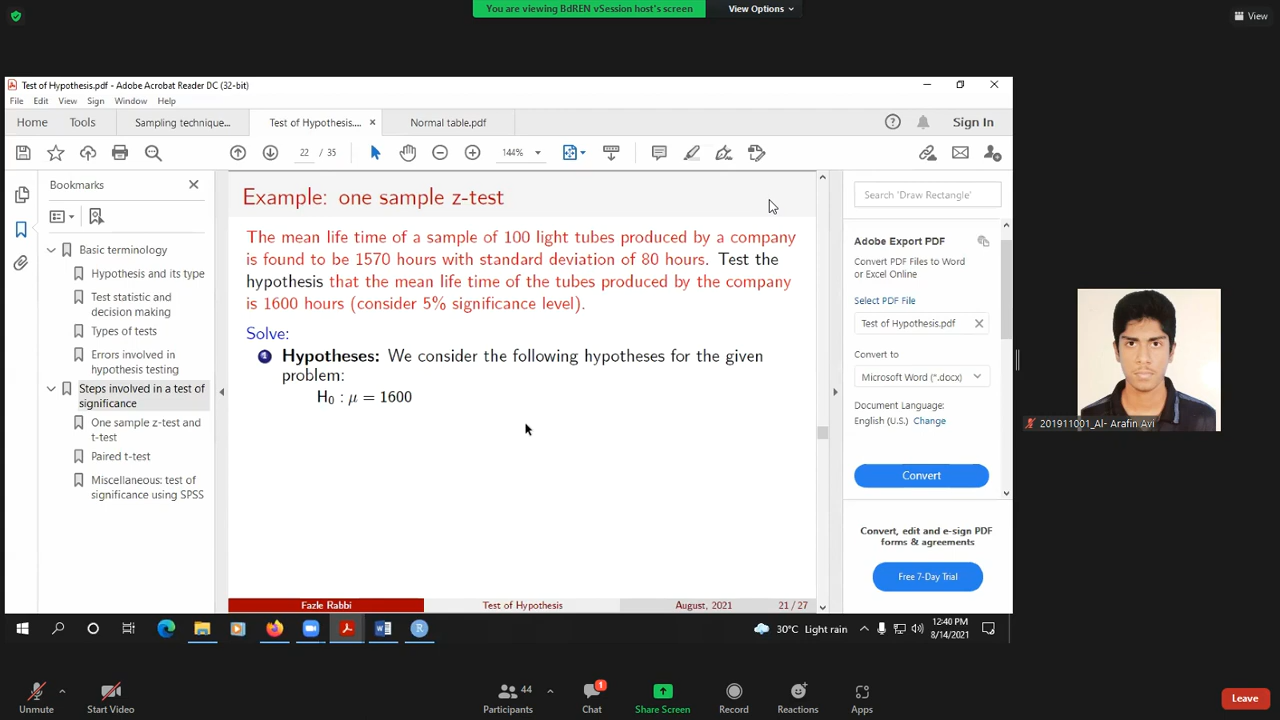 You are viewing BdREN vSession host's screen
View Options
View
Test of Hypothesis.pdf - Adobe Acrobat Reader DC (32-bit)
File Edit View Sign Window Help
Home Tools Sampling technique... Test of Hypothesis.... × Normal table.pdf Sign In
22 / 35 144%
Bookmarks
Basic terminology
Hypothesis and its type
Test statistic and
decision making
Types of tests
Errors involved in
hypothesis testing
Steps involved in a test of
significance
One sample z-test and
t-test
Paired t-test
Miscellaneous: test of
significance using SPSS
Example: one sample z-test
The mean life time of a sample of 100 light tubes produced by a company
is found to be 1570 hours with standard deviation of 80 hours. Test the
hypothesis that the mean life time of the tubes produced by the company
is 1600 hours (consider 5% significance level).
Solve:
1 Hypotheses: We consider the following hypotheses for the given
problem:
H₀ : μ = 1600
Fazle Rabbi Test of Hypothesis August, 2021 21 / 27
Search 'Draw Rectangle'
Adobe Export PDF
Convert PDF Files to Word
or Excel Online
Select PDF File
Test of Hypothesis.pdf
Convert to
Microsoft Word (*.docx)
Document Language:
English (U.S.) Change
Convert
Convert, edit and e-sign PDF
forms & agreements
Free 7-Day Trial
201911001_Al- Arafin Avi
30°C Light rain
12:40 PM
8/14/2021
Unmute Start Video Participants 44 Chat 1 Share Screen Record Reactions Apps Leave